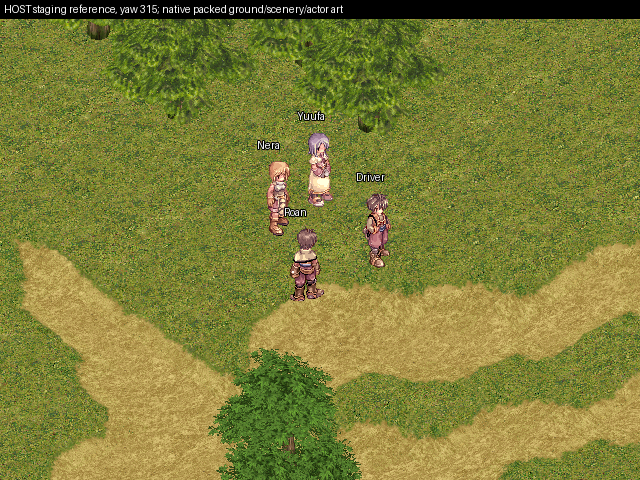 HOST staging reference, yaw 315; native packed ground/scenery/actor art
Yuufa
Nera
Driver
Roan